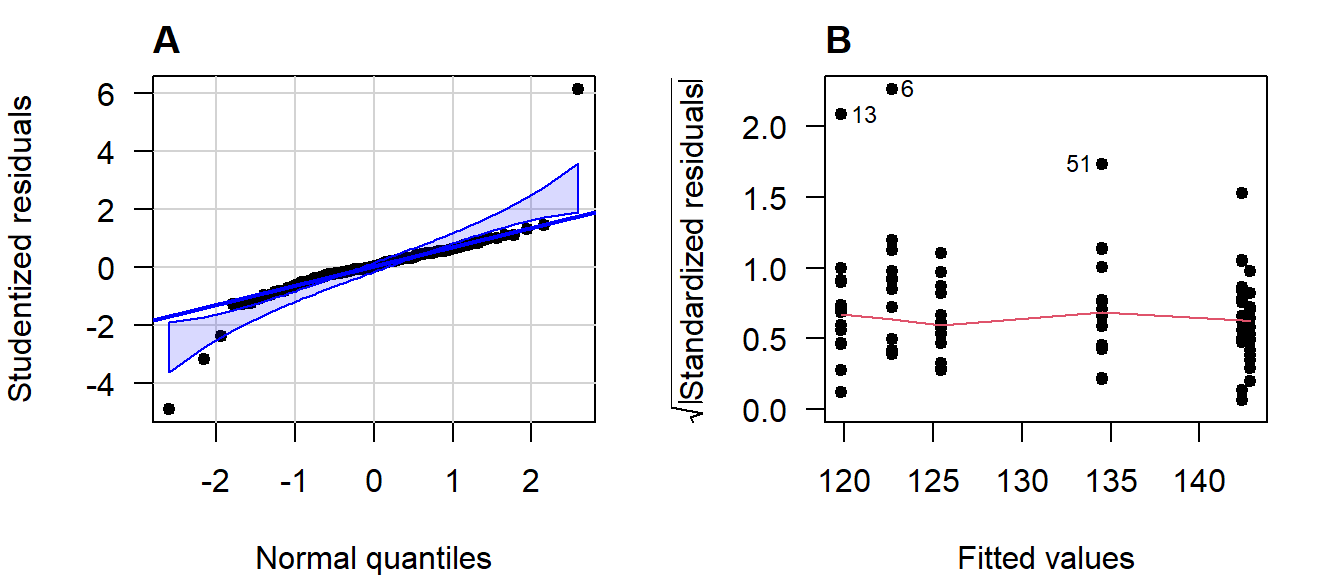 A
Studentized residuals
6
4
2
0
-2
-4
-2 -1 0 1 2
Normal quantiles
B
√|Standardized residuals|
2.0
1.5
1.0
0.5
0.0
6
13
51
120 125 130 135 140
Fitted values